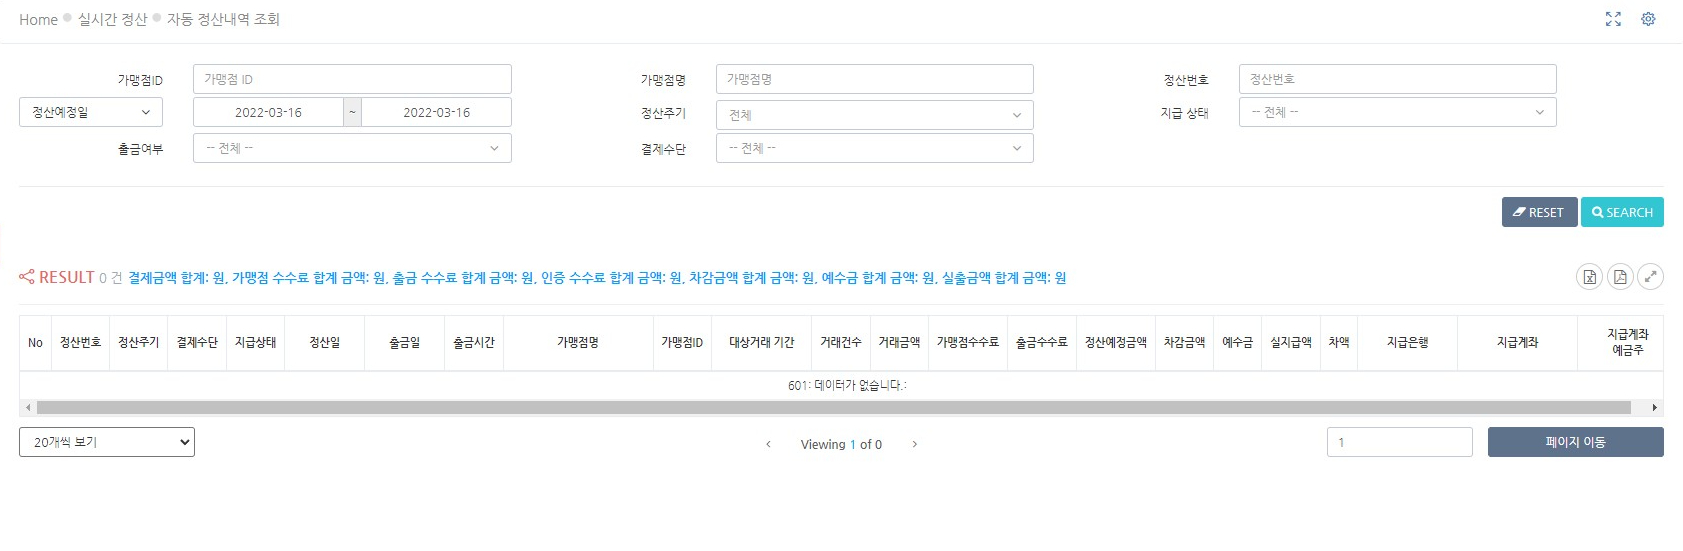 Home 실시간 정산 자동 정산내역 조회
가맹점ID 가맹점 ID 가맹점명 가맹점명 정산번호 정산번호
정산예정일 2022-03-16 ~ 2022-03-16 정산주기 전체 지급 상태 -- 전체 --
출금여부 -- 전체 -- 결제수단 -- 전체 --
RESET SEARCH
RESULT 0 건 결제금액 합계: 원, 가맹점 수수료 합계 금액: 원, 출금 수수료 합계 금액: 원, 인증 수수료 합계 금액: 원, 차감금액 합계 금액: 원, 예수금 합계 금액: 원, 실출금액 합계 금액: 원
No 정산번호 정산주기 결제수단 지급상태 정산일 출금일 출금시간 가맹점명 가맹점ID 대상거래 기간 거래건수 거래금액 가맹점수수료 출금수수료 정산예정금액 차감금액 예수금 실지급액 차액 지급은행 지급계좌 지급계좌
예금주
601: 데이터가 없습니다.:
20개씩 보기 Viewing 1 of 0 1 페이지 이동